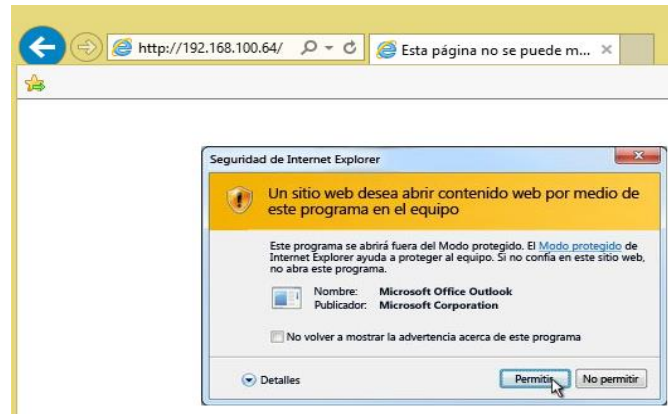 http://192.168.100.64/
Esta página no se puede m...
Seguridad de Internet Explorer
Un sitio web desea abrir contenido web por medio de
este programa en el equipo
Este programa se abrirá fuera del Modo protegido. El Modo protegido de
Internet Explorer ayuda a proteger al equipo. Si no confía en este sitio web,
no abra este programa.
Nombre: Microsoft Office Outlook
Publicador: Microsoft Corporation
No volver a mostrar la advertencia acerca de este programa
Detalles
Permitir
No permitir